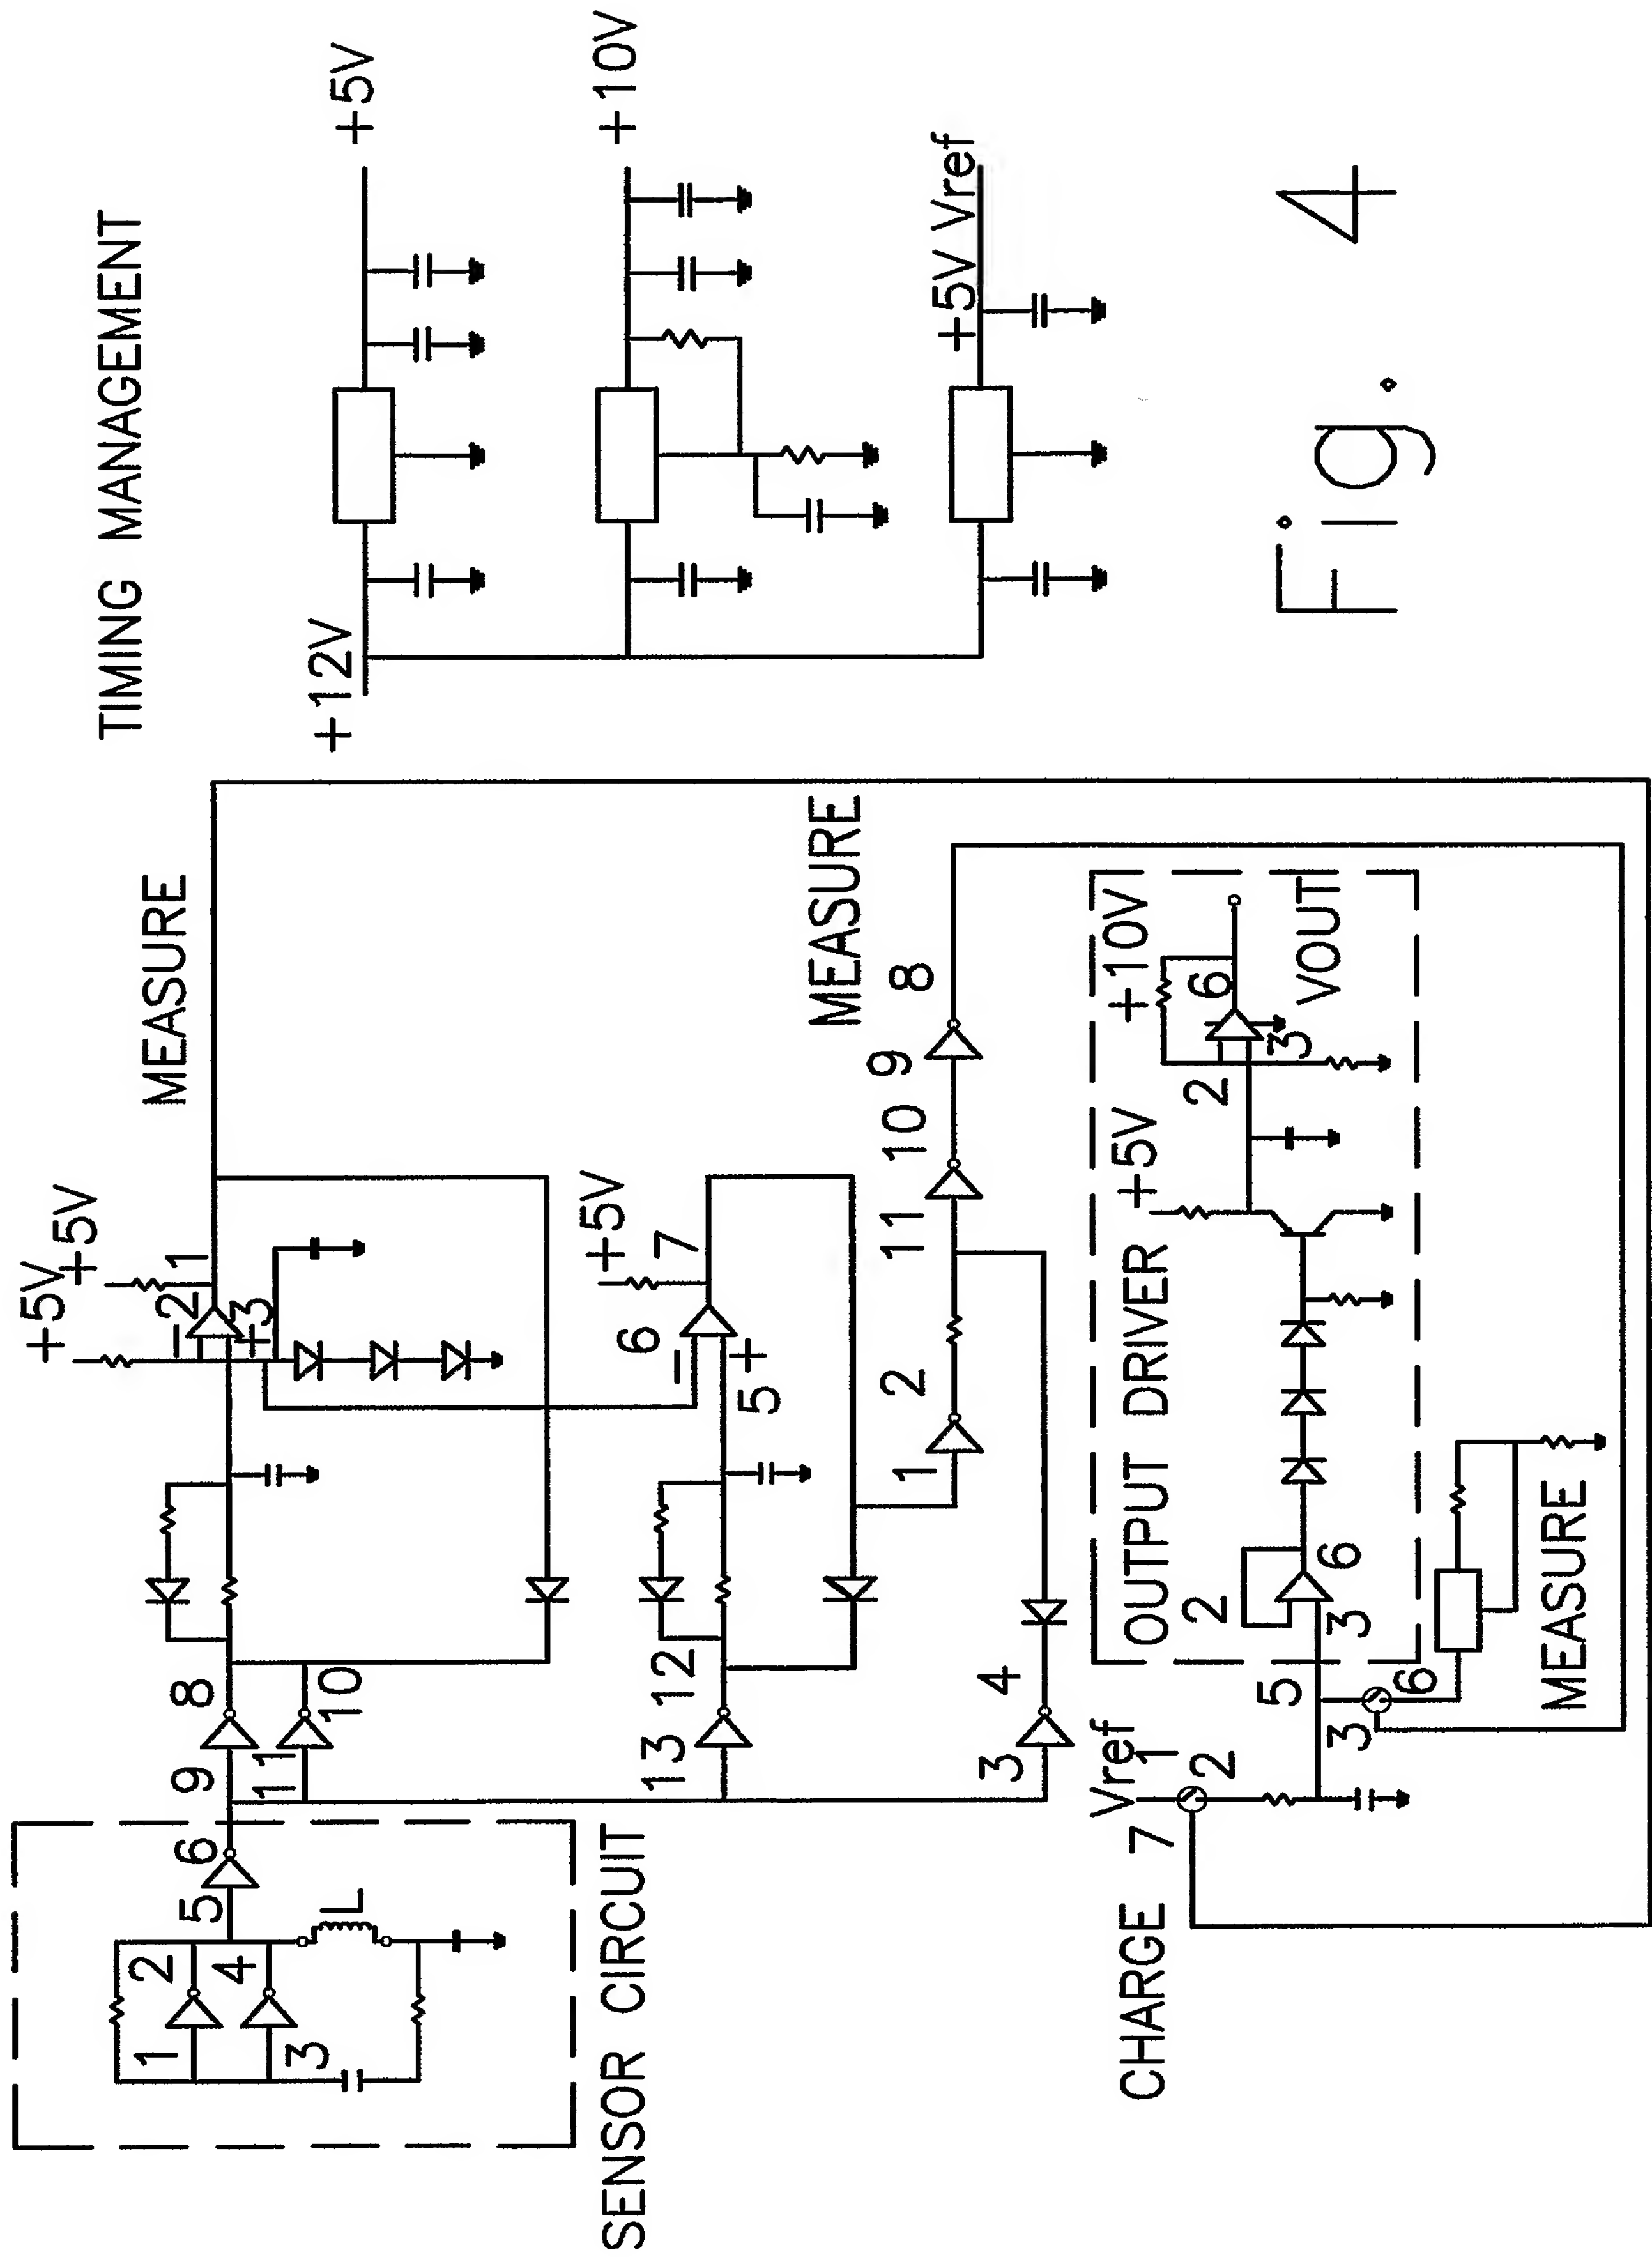 TIMING MANAGEMENT
+12V
+5V
+10V
+5V Vref
Fig. 4
MEASURE
+5V
+5V
2
1
-
+3
8
9
10
11
6
5
2
4
1
3
L
SENSOR CIRCUIT
+5V
7
6
-
+
5
12
13
MEASURE
8
9
10
11
2
1
4
3
OUTPUT DRIVER
+5V
+10V
2
6
3
VOUT
2
6
3
5
3
6
MEASURE
Vref
1
2
7
CHARGE